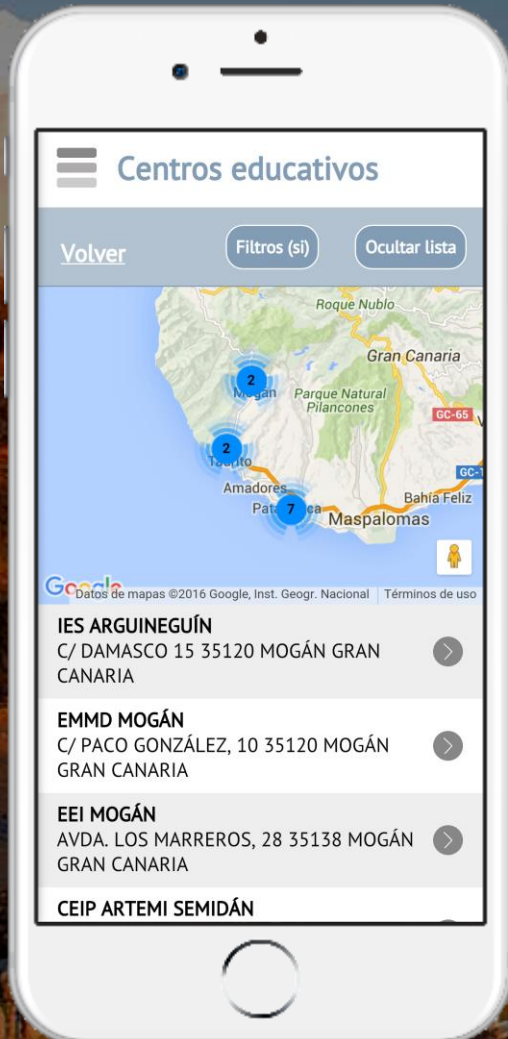 Centros educativos
Volver
Filtros (si)
Ocultar lista
Roque Nublo
Gran Canaria
2
Mogán
Parque Natural
Pilancones
GC-65
2
GC-1
Amadores
Bahía Feliz
7
Maspalomas
Google
Datos de mapas ©2016 Google, Inst. Geogr. Nacional
Términos de uso
IES ARGUINEGUÍN
C/ DAMASCO 15 35120 MOGÁN GRAN
CANARIA
EMMD MOGÁN
C/ PACO GONZÁLEZ, 10 35120 MOGÁN
GRAN CANARIA
EEI MOGÁN
AVDA. LOS MARREROS, 28 35138 MOGÁN
GRAN CANARIA
CEIP ARTEMI SEMIDÁN